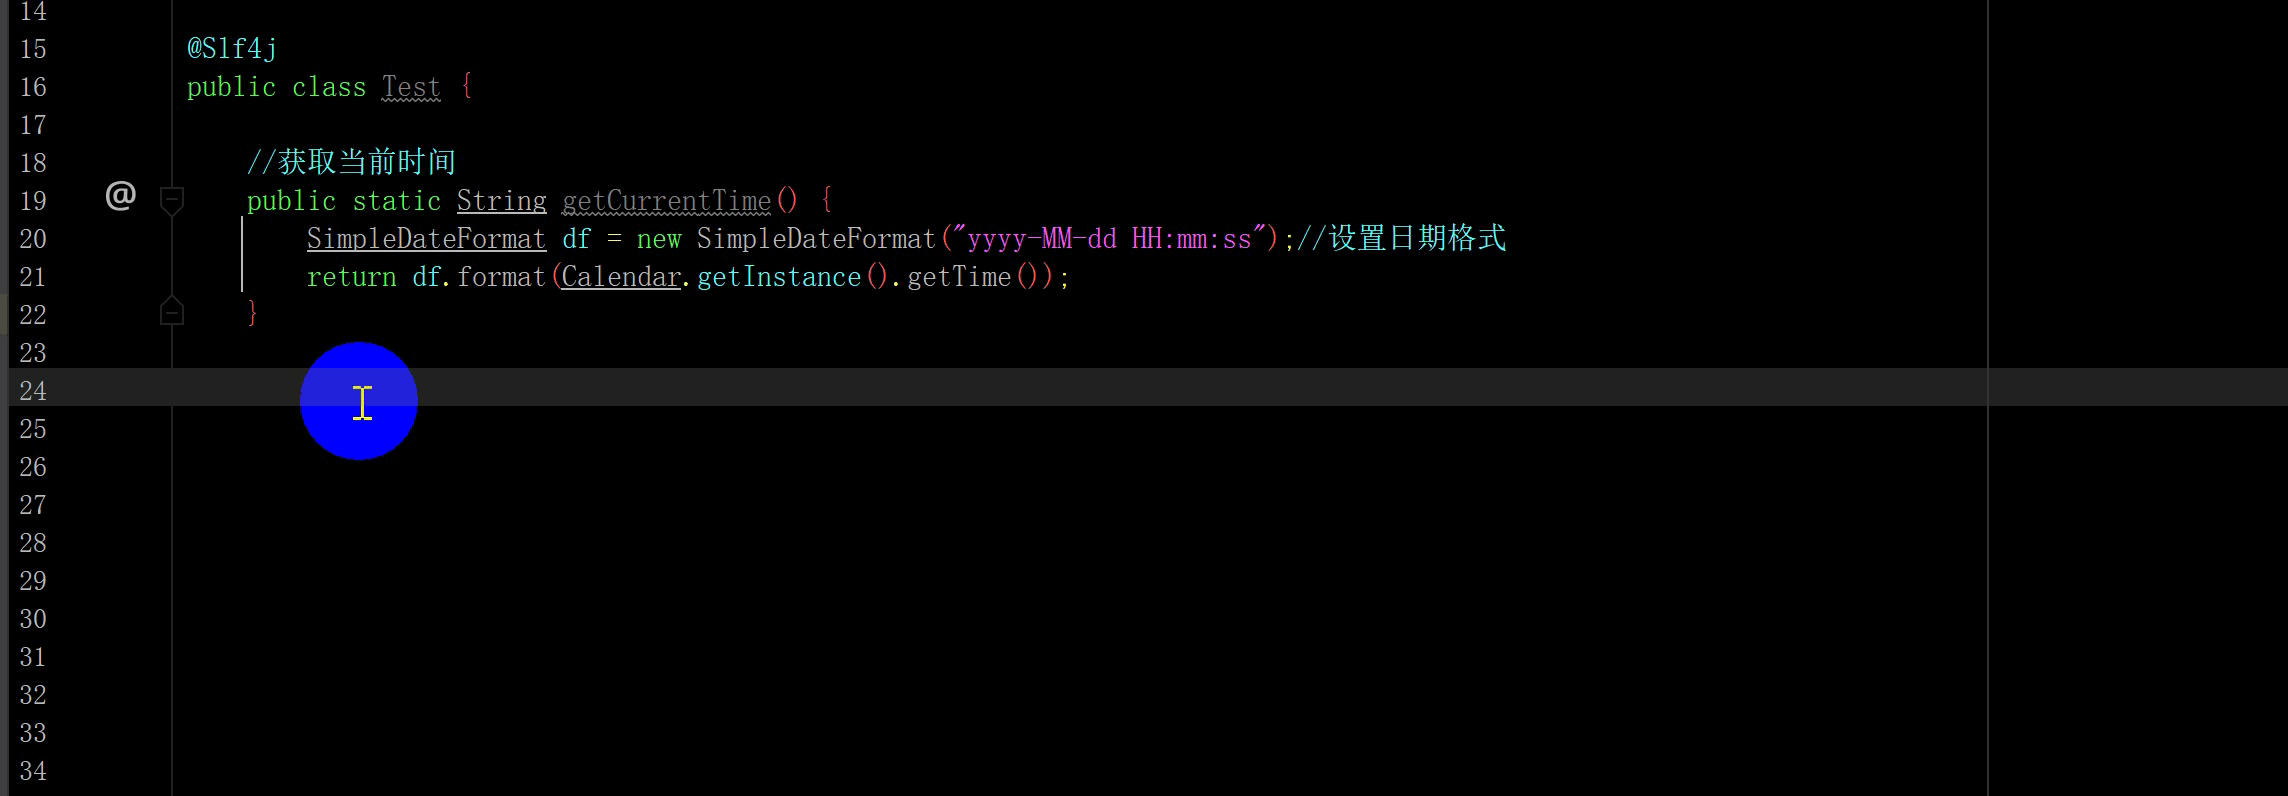 14
15 @Slf4j
16 public class Test {
17
18 //获取当前时间
@ 19 public static String getCurrentTime() {
20 SimpleDateFormat df = new SimpleDateFormat("yyyy-MM-dd HH:mm:ss");//设置日期格式
21 return df.format(Calendar.getInstance().getTime());
22 }
23
24
25
26
27
28
29
30
31
32
33
34